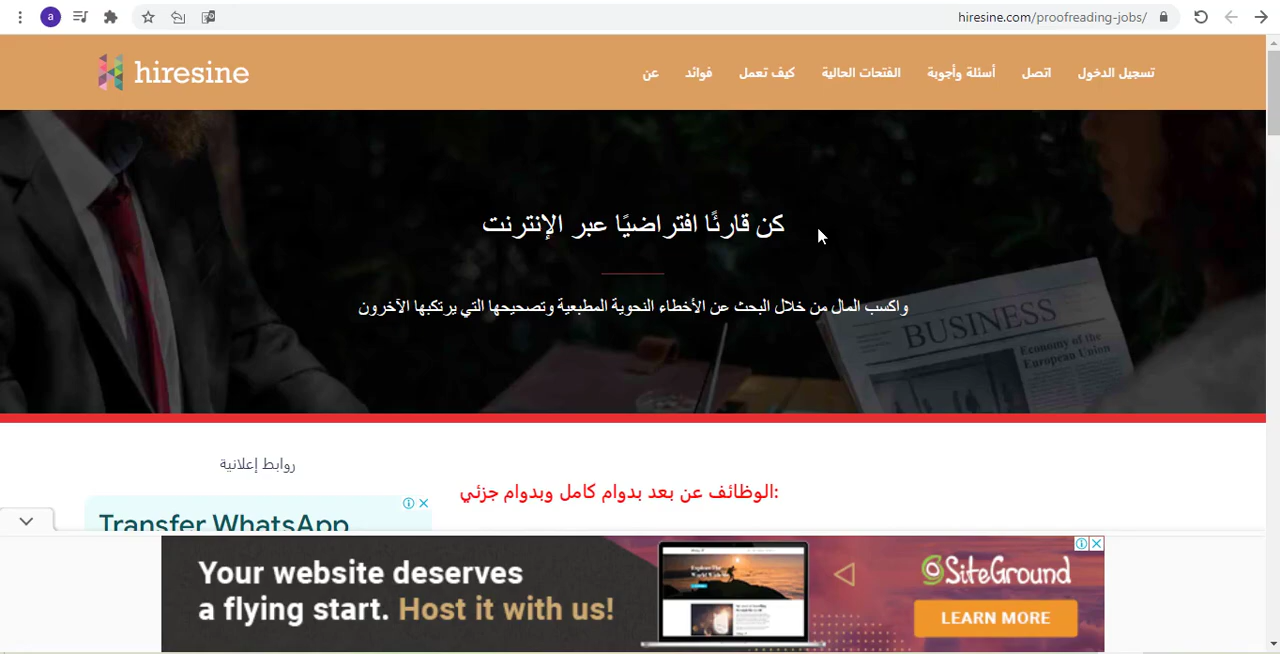 hiresine.com/proofreading-jobs/
a
hiresine
عن فوائد كيف تعمل الفتحات الحالية أسئلة وأجوبة اتصل تسجيل الدخول
كن قارئًا افتراضيًا عبر الإنترنت
واكسب المال من خلال البحث عن الأخطاء النحوية المطبعية وتصحيحها التي يرتكبها الآخرون
BUSINESS
Economy of the
European Union
روابط إعلانية
الوظائف عن بعد بدوام كامل وبدوام جزئي:
Transfer WhatsApp
Your website deserves
a flying start. Host it with us!
SiteGround
LEARN MORE